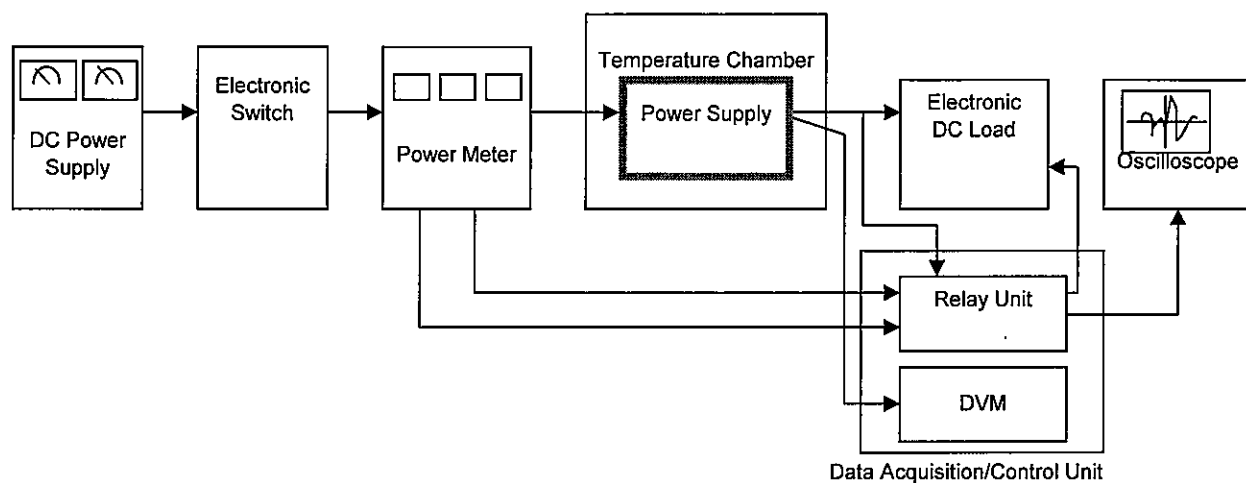 DC Power
Supply
Electronic
Switch
Power Meter
Temperature Chamber
Power Supply
Electronic
DC Load
Oscilloscope
Relay Unit
DVM
Data Acquisition/Control Unit